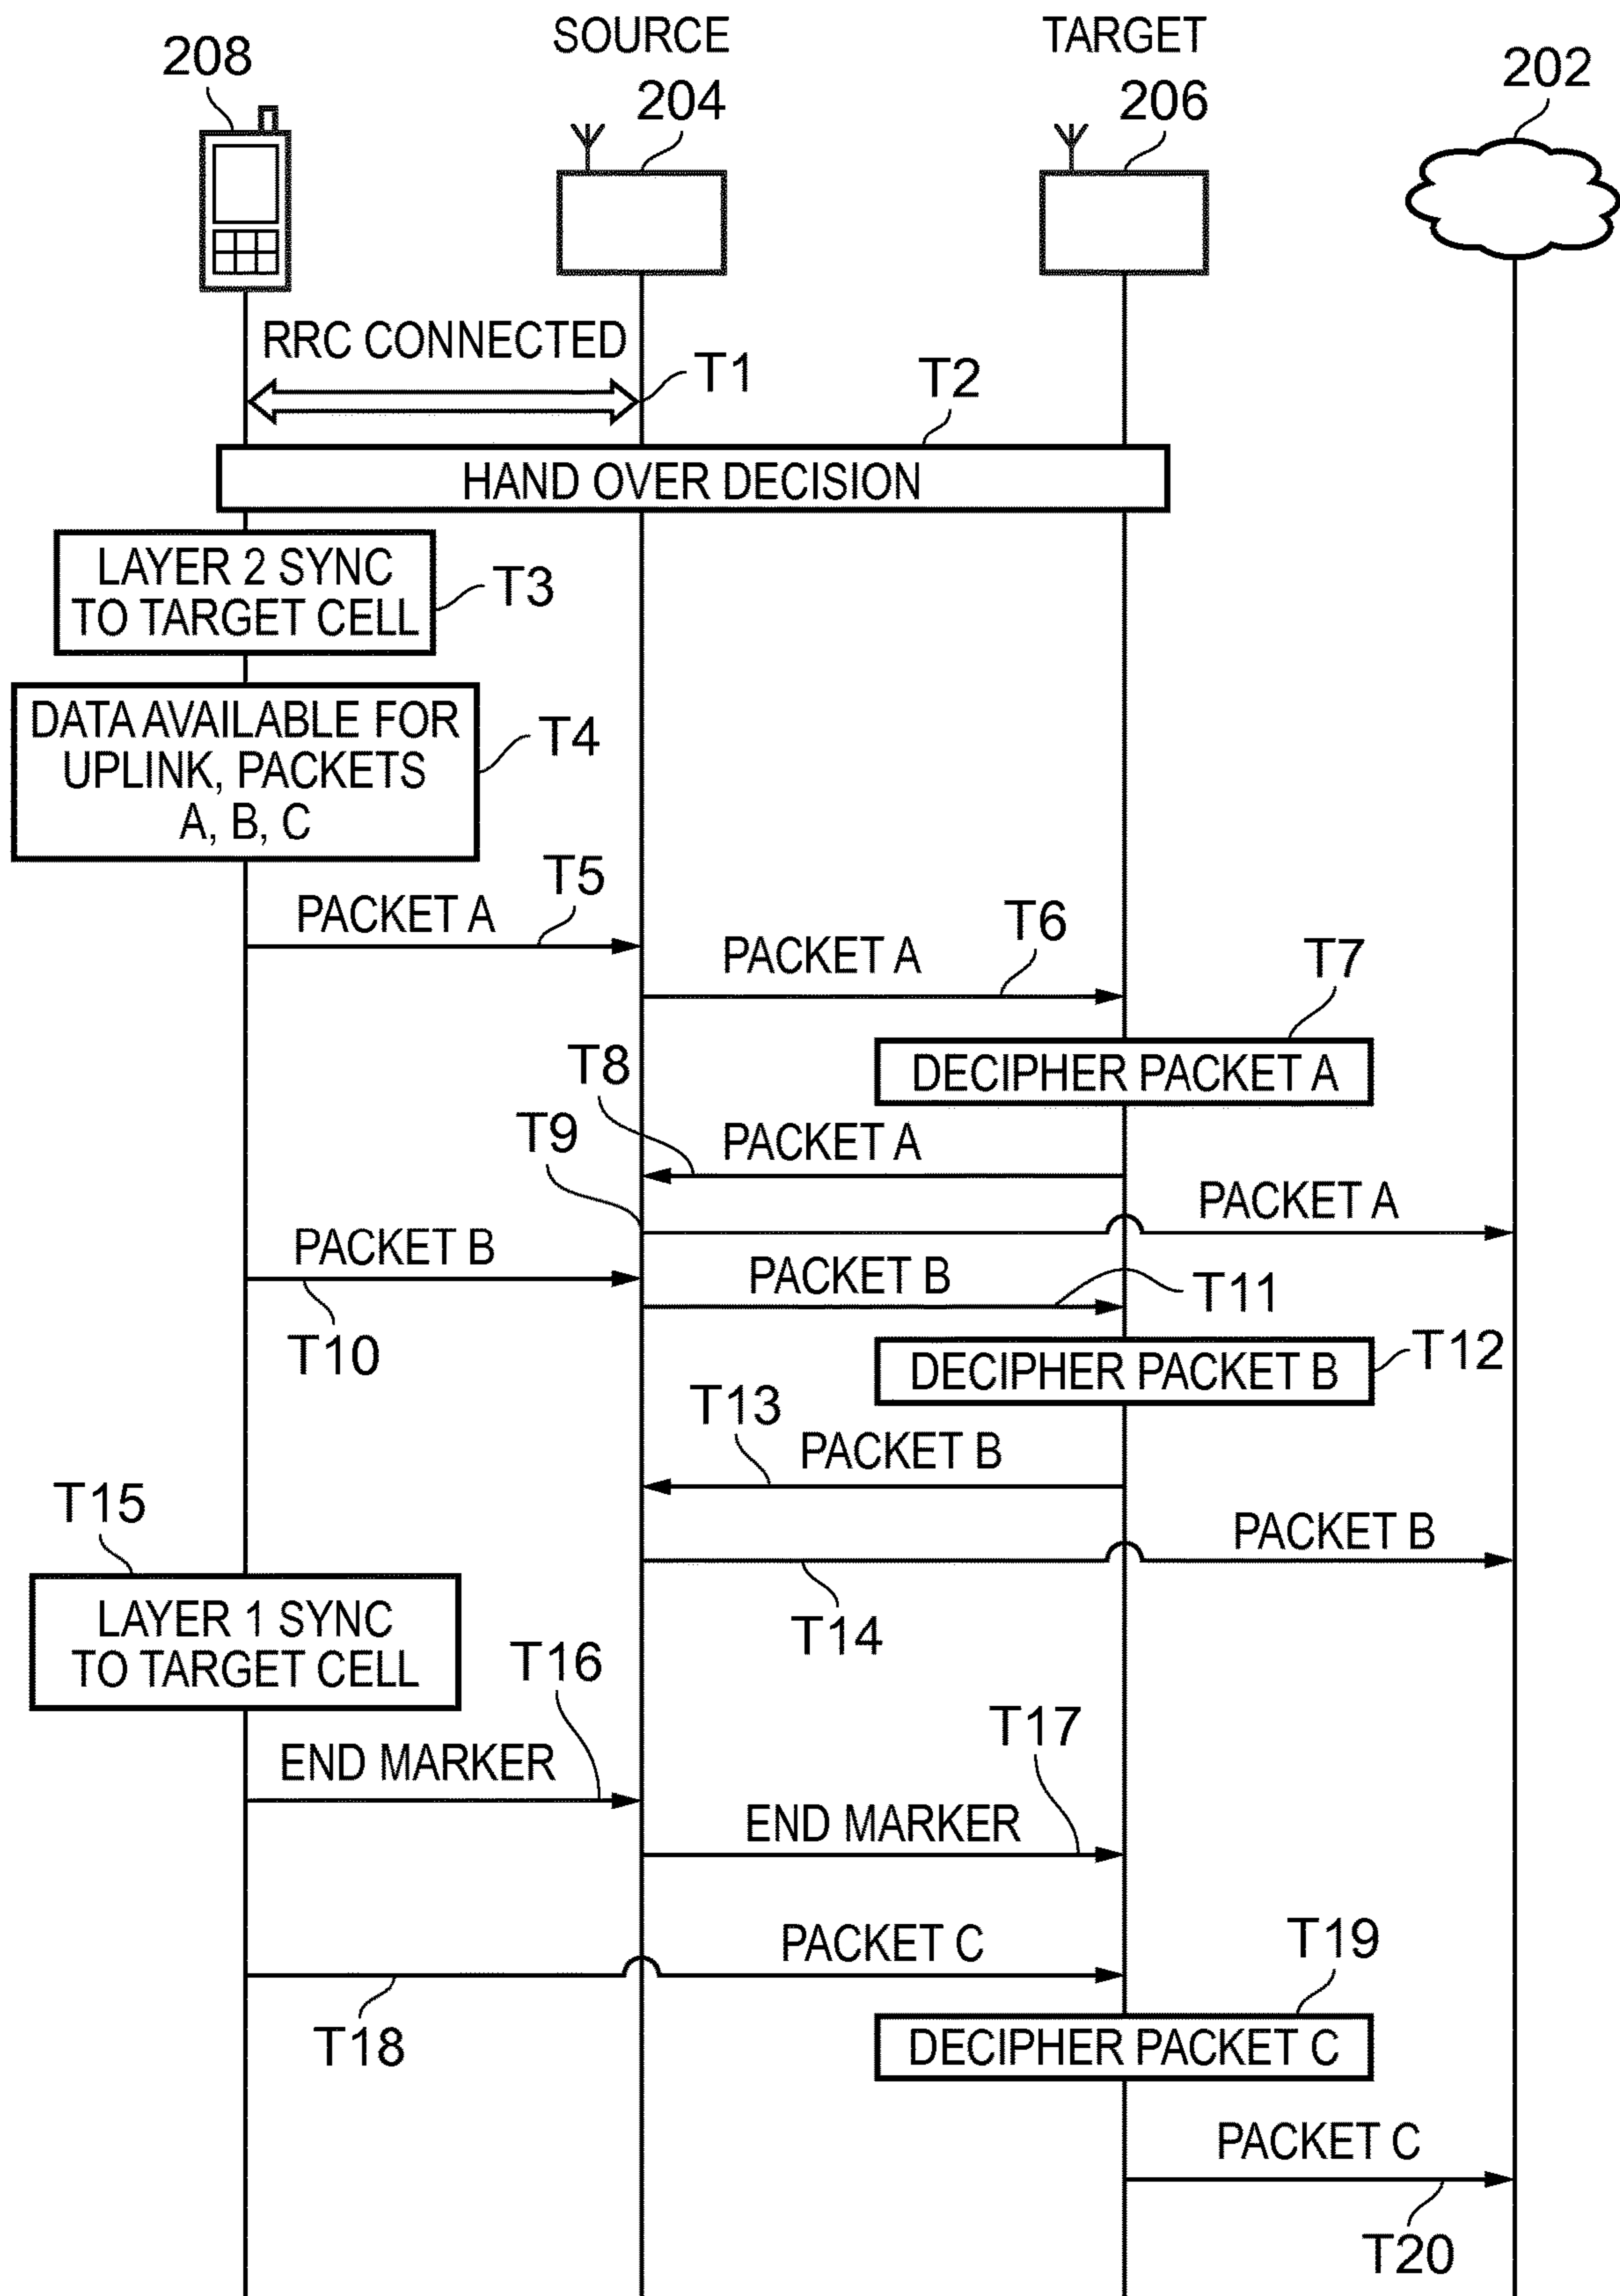 SOURCE
TARGET
208
204
206
202
RRC CONNECTED
T1
T2
HAND OVER DECISION
LAYER 2 SYNC
TO TARGET CELL
T3
DATA AVAILABLE FOR
UPLINK, PACKETS
A, B, C
T4
T5
PACKET A
T6
PACKET A
T7
DECIPHER PACKET A
T8
T9
PACKET A
PACKET A
PACKET B
T10
PACKET B
T11
DECIPHER PACKET B
T12
T13
PACKET B
PACKET B
T14
T15
LAYER 1 SYNC
TO TARGET CELL
T16
END MARKER
T17
END MARKER
PACKET C
T18
T19
DECIPHER PACKET C
PACKET C
T20